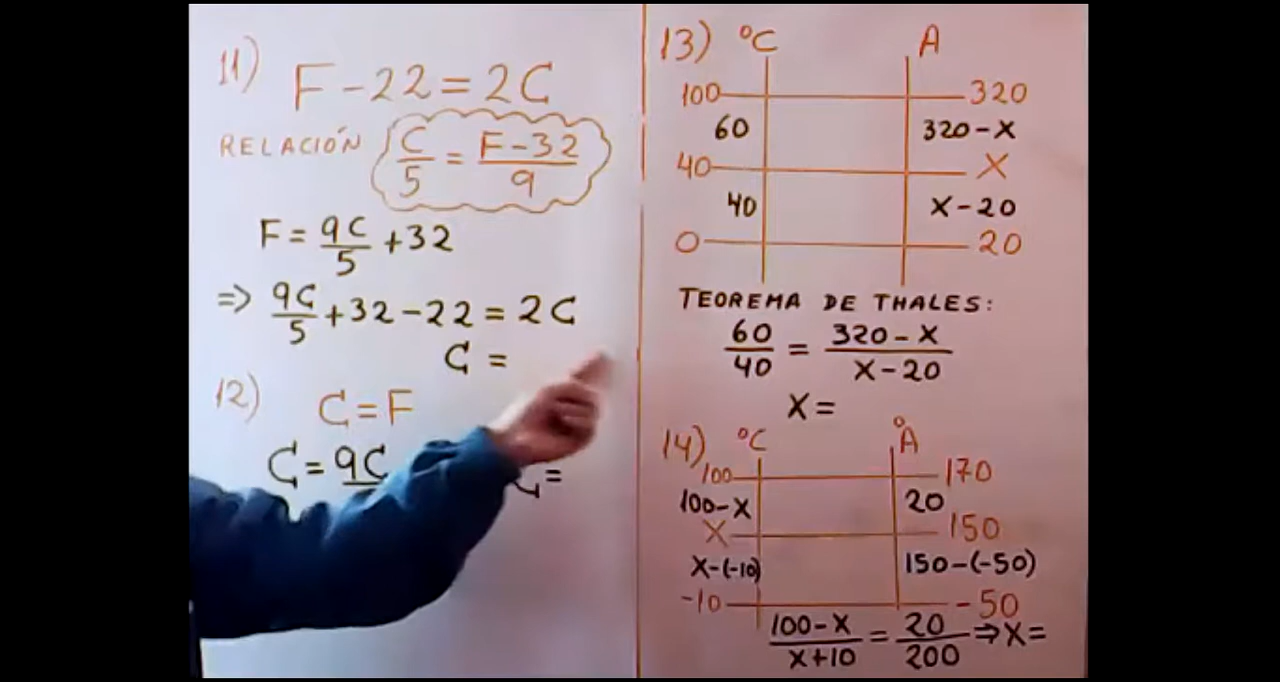 11)
F-22=2C
RELACIÓN C/5 = F-32/9
F = 9C/5 +32
⇒ 9C/5 +32-22=2C
C =
12)
C=F
C=9C
=
13) °C A
100 320
60 320-X
40 X
40 X-20
0 20
TEOREMA DE THALES:
60/40 = 320-X/X-20
X=
14) °C °A
100 170
100-X 20
X 150
X-(-10) 150-(-50)
-10 -50
100-X/X+10 = 20/200 ⇒X=